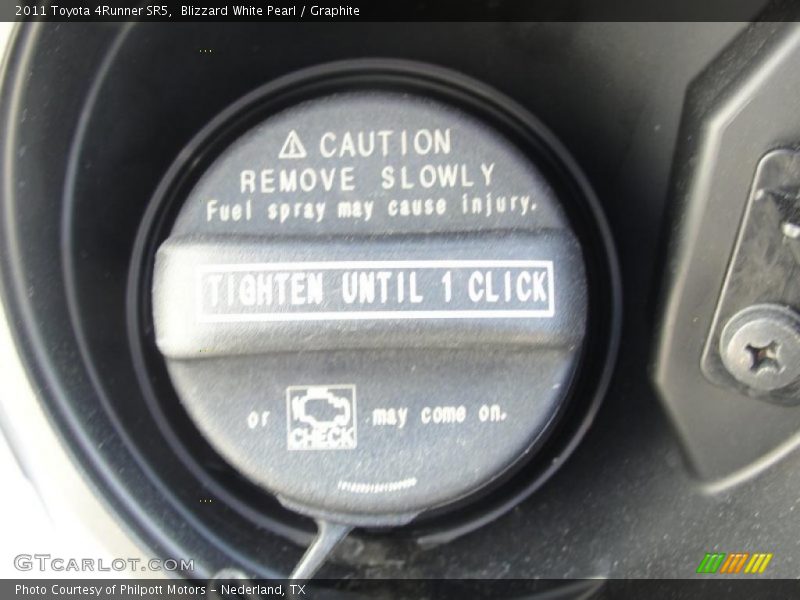 2011 Toyota 4Runner SR5, Blizzard White Pearl / Graphite
CAUTION
REMOVE SLOWLY
Fuel spray may cause injury.
TIGHTEN UNTIL 1 CLICK
or CHECK may come on.
GTCARLOT.COM
Photo Courtesy of Philpott Motors - Nederland, TX